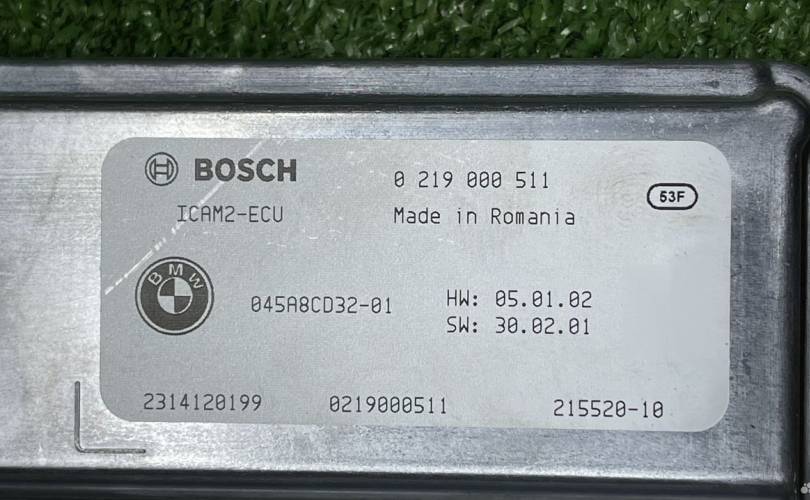 BOSCH
0 219 000 511
53F
ICAM2-ECU
Made in Romania
BMW
045A8CD32-01
HW: 05.01.02
SW: 30.02.01
2314120199
0219000511
215520-10